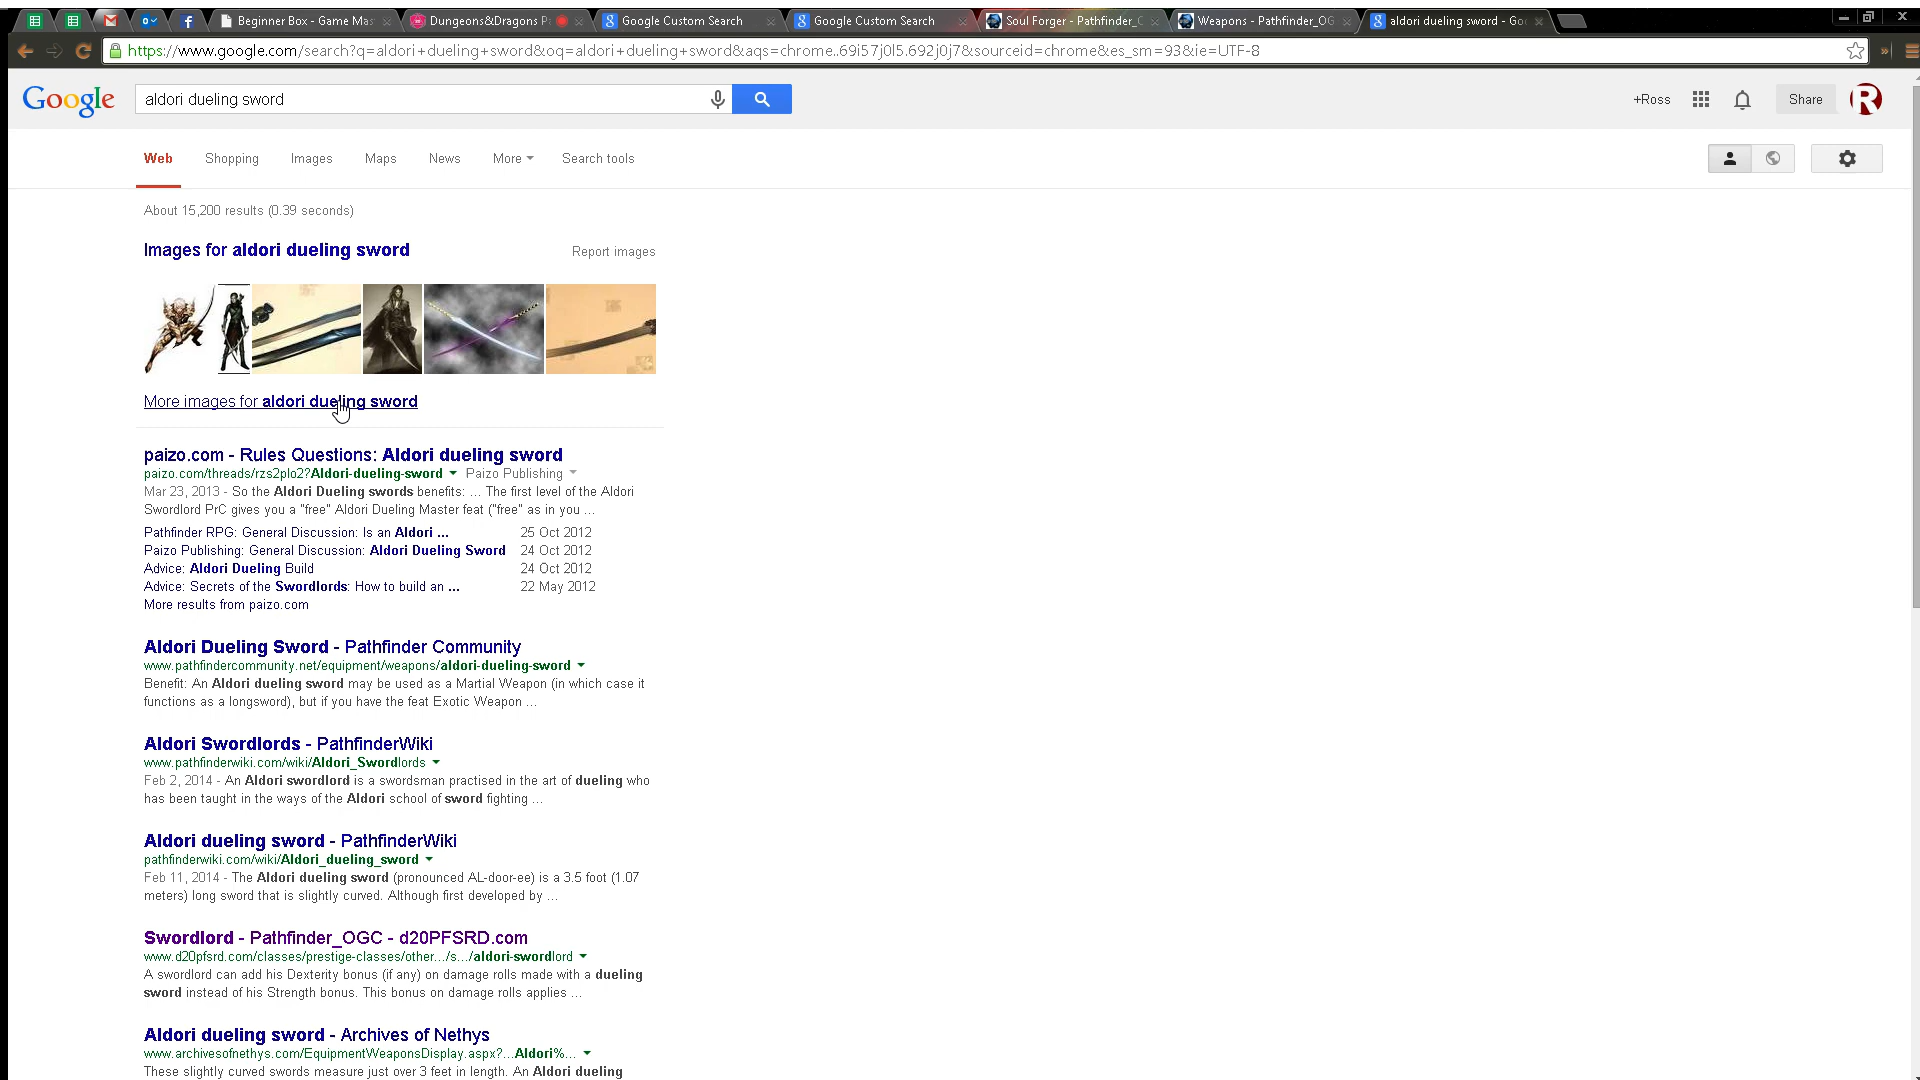 Beginner Box - Game Mas
Dungeons&Dragons P
Google Custom Search
Google Custom Search
Soul Forger - Pathfinder_C
Weapons - Pathfinder_OG
aldori dueling sword - Goo
https://www.google.com/search?q=aldori+dueling+sword&oq=aldori+dueling+sword&aqs=chrome..69i57j0l5.692j0j7&sourceid=chrome&es_sm=93&ie=UTF-8
Google
aldori dueling sword
+Ross
Share
R
Web Shopping Images Maps News More Search tools
About 15,200 results (0.39 seconds)
Images for aldori dueling sword
Report images
More images for aldori dueling sword
paizo.com - Rules Questions: Aldori dueling sword
paizo.com/threads/rzs2plo2?Aldori-dueling-sword Paizo Publishing
Mar 23, 2013 - So the Aldori Dueling swords benefits: ... The first level of the Aldori
Swordlord PrC gives you a "free" Aldori Dueling Master feat ("free" as in you ...
Pathfinder RPG: General Discussion: Is an Aldori ... 25 Oct 2012
Paizo Publishing: General Discussion: Aldori Dueling Sword 24 Oct 2012
Advice: Aldori Dueling Build 24 Oct 2012
Advice: Secrets of the Swordlords: How to build an ... 22 May 2012
More results from paizo.com
Aldori Dueling Sword - Pathfinder Community
www.pathfindercommunity.net/equipment/weapons/aldori-dueling-sword
Benefit: An Aldori dueling sword may be used as a Martial Weapon (in which case it
functions as a longsword), but if you have the feat Exotic Weapon ...
Aldori Swordlords - PathfinderWiki
www.pathfinderwiki.com/wiki/Aldori_Swordlords
Feb 2, 2014 - An Aldori swordlord is a swordsman practised in the art of dueling who
has been taught in the ways of the Aldori school of sword fighting ...
Aldori dueling sword - PathfinderWiki
pathfinderwiki.com/wiki/Aldori_dueling_sword
Feb 11, 2014 - The Aldori dueling sword (pronounced AL-door-ee) is a 3.5 foot (1.07
meters) long sword that is slightly curved. Although first developed by ...
Swordlord - Pathfinder_OGC - d20PFSRD.com
www.d20pfsrd.com/classes/prestige-classes/other.../s.../aldori-swordlord
A swordlord can add his Dexterity bonus (if any) on damage rolls made with a dueling
sword instead of his Strength bonus. This bonus on damage rolls applies ...
Aldori dueling sword - Archives of Nethys
www.archivesofnethys.com/EquipmentWeaponsDisplay.aspx?...Aldori%...
These slightly curved swords measure just over 3 feet in length. An Aldori dueling